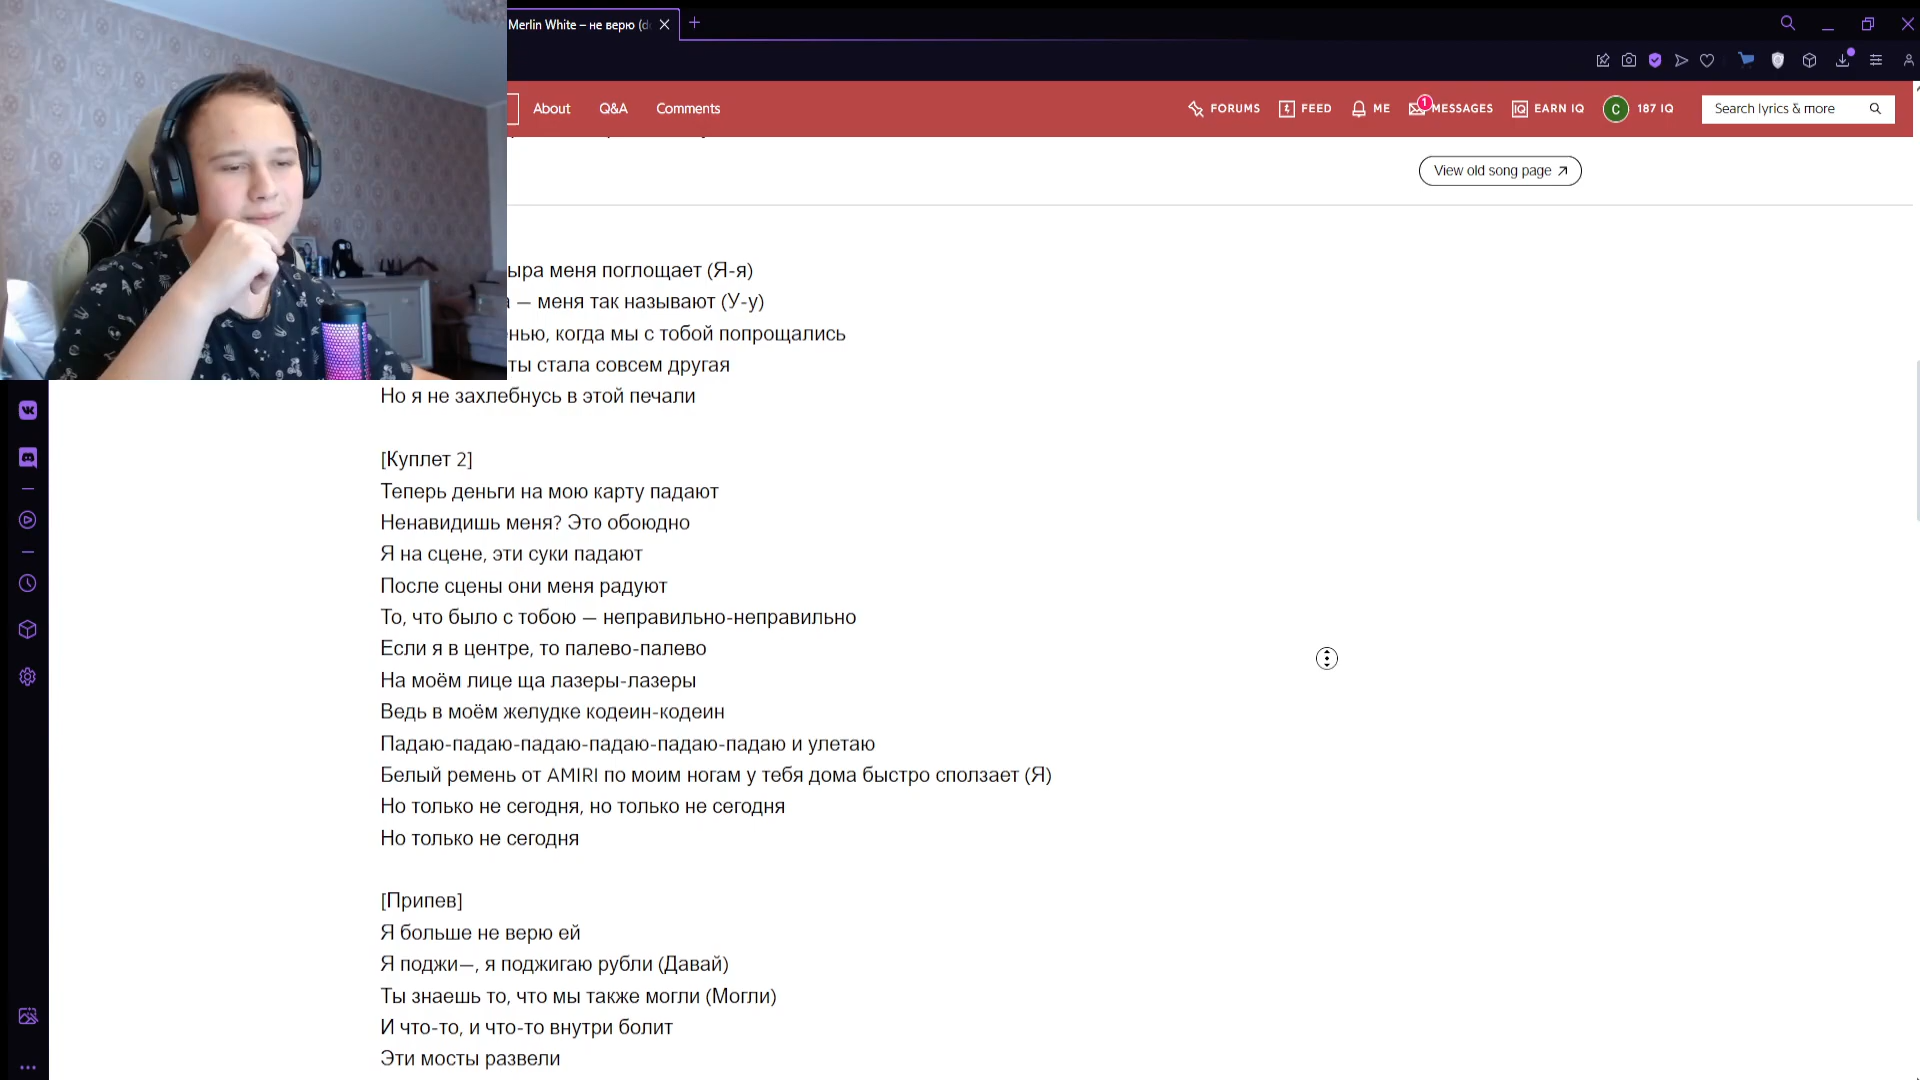 Merlin White – не верю (d
About Q&A Comments FORUMS FEED ME 1 MESSAGES IQ EARN IQ C 187 IQ Search lyrics & more
View old song page
меня поглощает (Я-я)
— меня так называют (У-у)
когда мы с тобой попрощались
ты стала совсем другая
Но я не захлебнусь в этой печали
[Куплет 2]
Теперь деньги на мою карту падают
Ненавидишь меня? Это обоюдно
Я на сцене, эти суки падают
После сцены они меня радуют
То, что было с тобою — неправильно-неправильно
Если я в центре, то палево-палево
На моём лице ща лазеры-лазеры
Ведь в моём желудке кодеин-кодеин
Падаю-падаю-падаю-падаю-падаю-падаю и улетаю
Белый ремень от AMIRI по моим ногам у тебя дома быстро сползает (Я)
Но только не сегодня, но только не сегодня
Но только не сегодня
[Припев]
Я больше не верю ей
Я поджи—, я поджигаю рубли (Давай)
Ты знаешь то, что мы также могли (Могли)
И что-то, и что-то внутри болит
Эти мосты развели